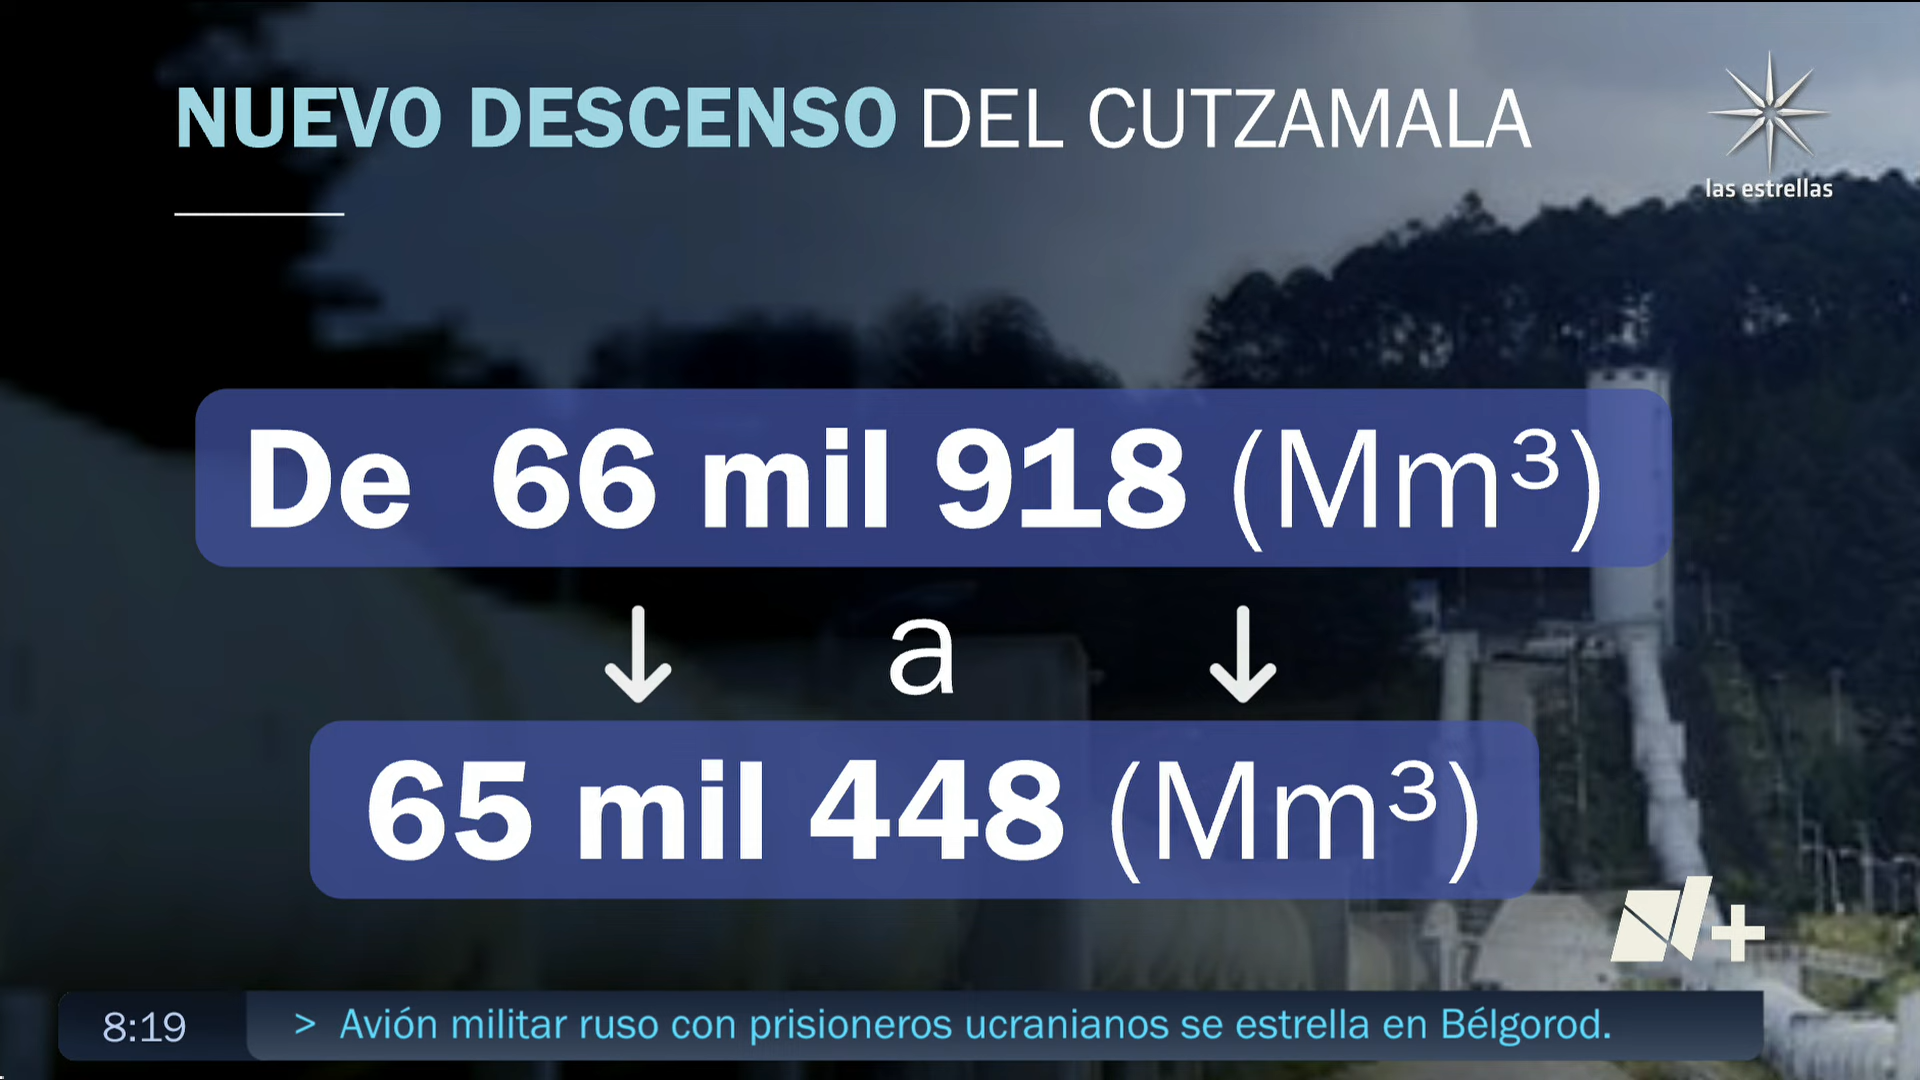 NUEVO DESCENSO DEL CUTZAMALA
las estrellas
De 66 mil 918 (Mm³)
↓ a ↓
65 mil 448 (Mm³)
N+
8:19 > Avión militar ruso con prisioneros ucranianos se estrella en Bélgorod.